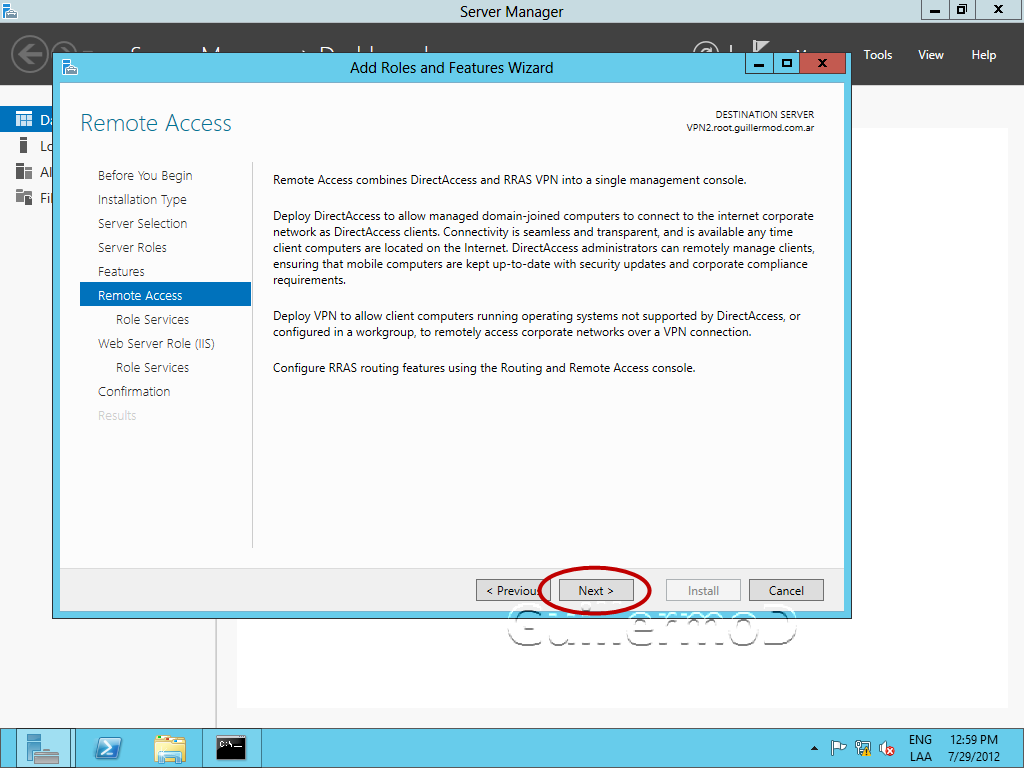 Server Manager
Tools
View
Help
Add Roles and Features Wizard
Remote Access
DESTINATION SERVER
VPN2.root.guillermod.com.ar
Before You Begin
Installation Type
Server Selection
Server Roles
Features
Remote Access
Role Services
Web Server Role (IIS)
Role Services
Confirmation
Results
Remote Access combines DirectAccess and RRAS VPN into a single management console.
Deploy DirectAccess to allow managed domain-joined computers to connect to the internet corporate
network as DirectAccess clients. Connectivity is seamless and transparent, and is available any time
client computers are located on the Internet. DirectAccess administrators can remotely manage clients,
ensuring that mobile computers are kept up-to-date with security updates and corporate compliance
requirements.
Deploy VPN to allow client computers running operating systems not supported by DirectAccess, or
configured in a workgroup, to remotely access corporate networks over a VPN connection.
Configure RRAS routing features using the Routing and Remote Access console.
< Previous
Next >
Install
Cancel
GuillermoD
C:\_
ENG
LAA
12:59 PM
7/29/2012